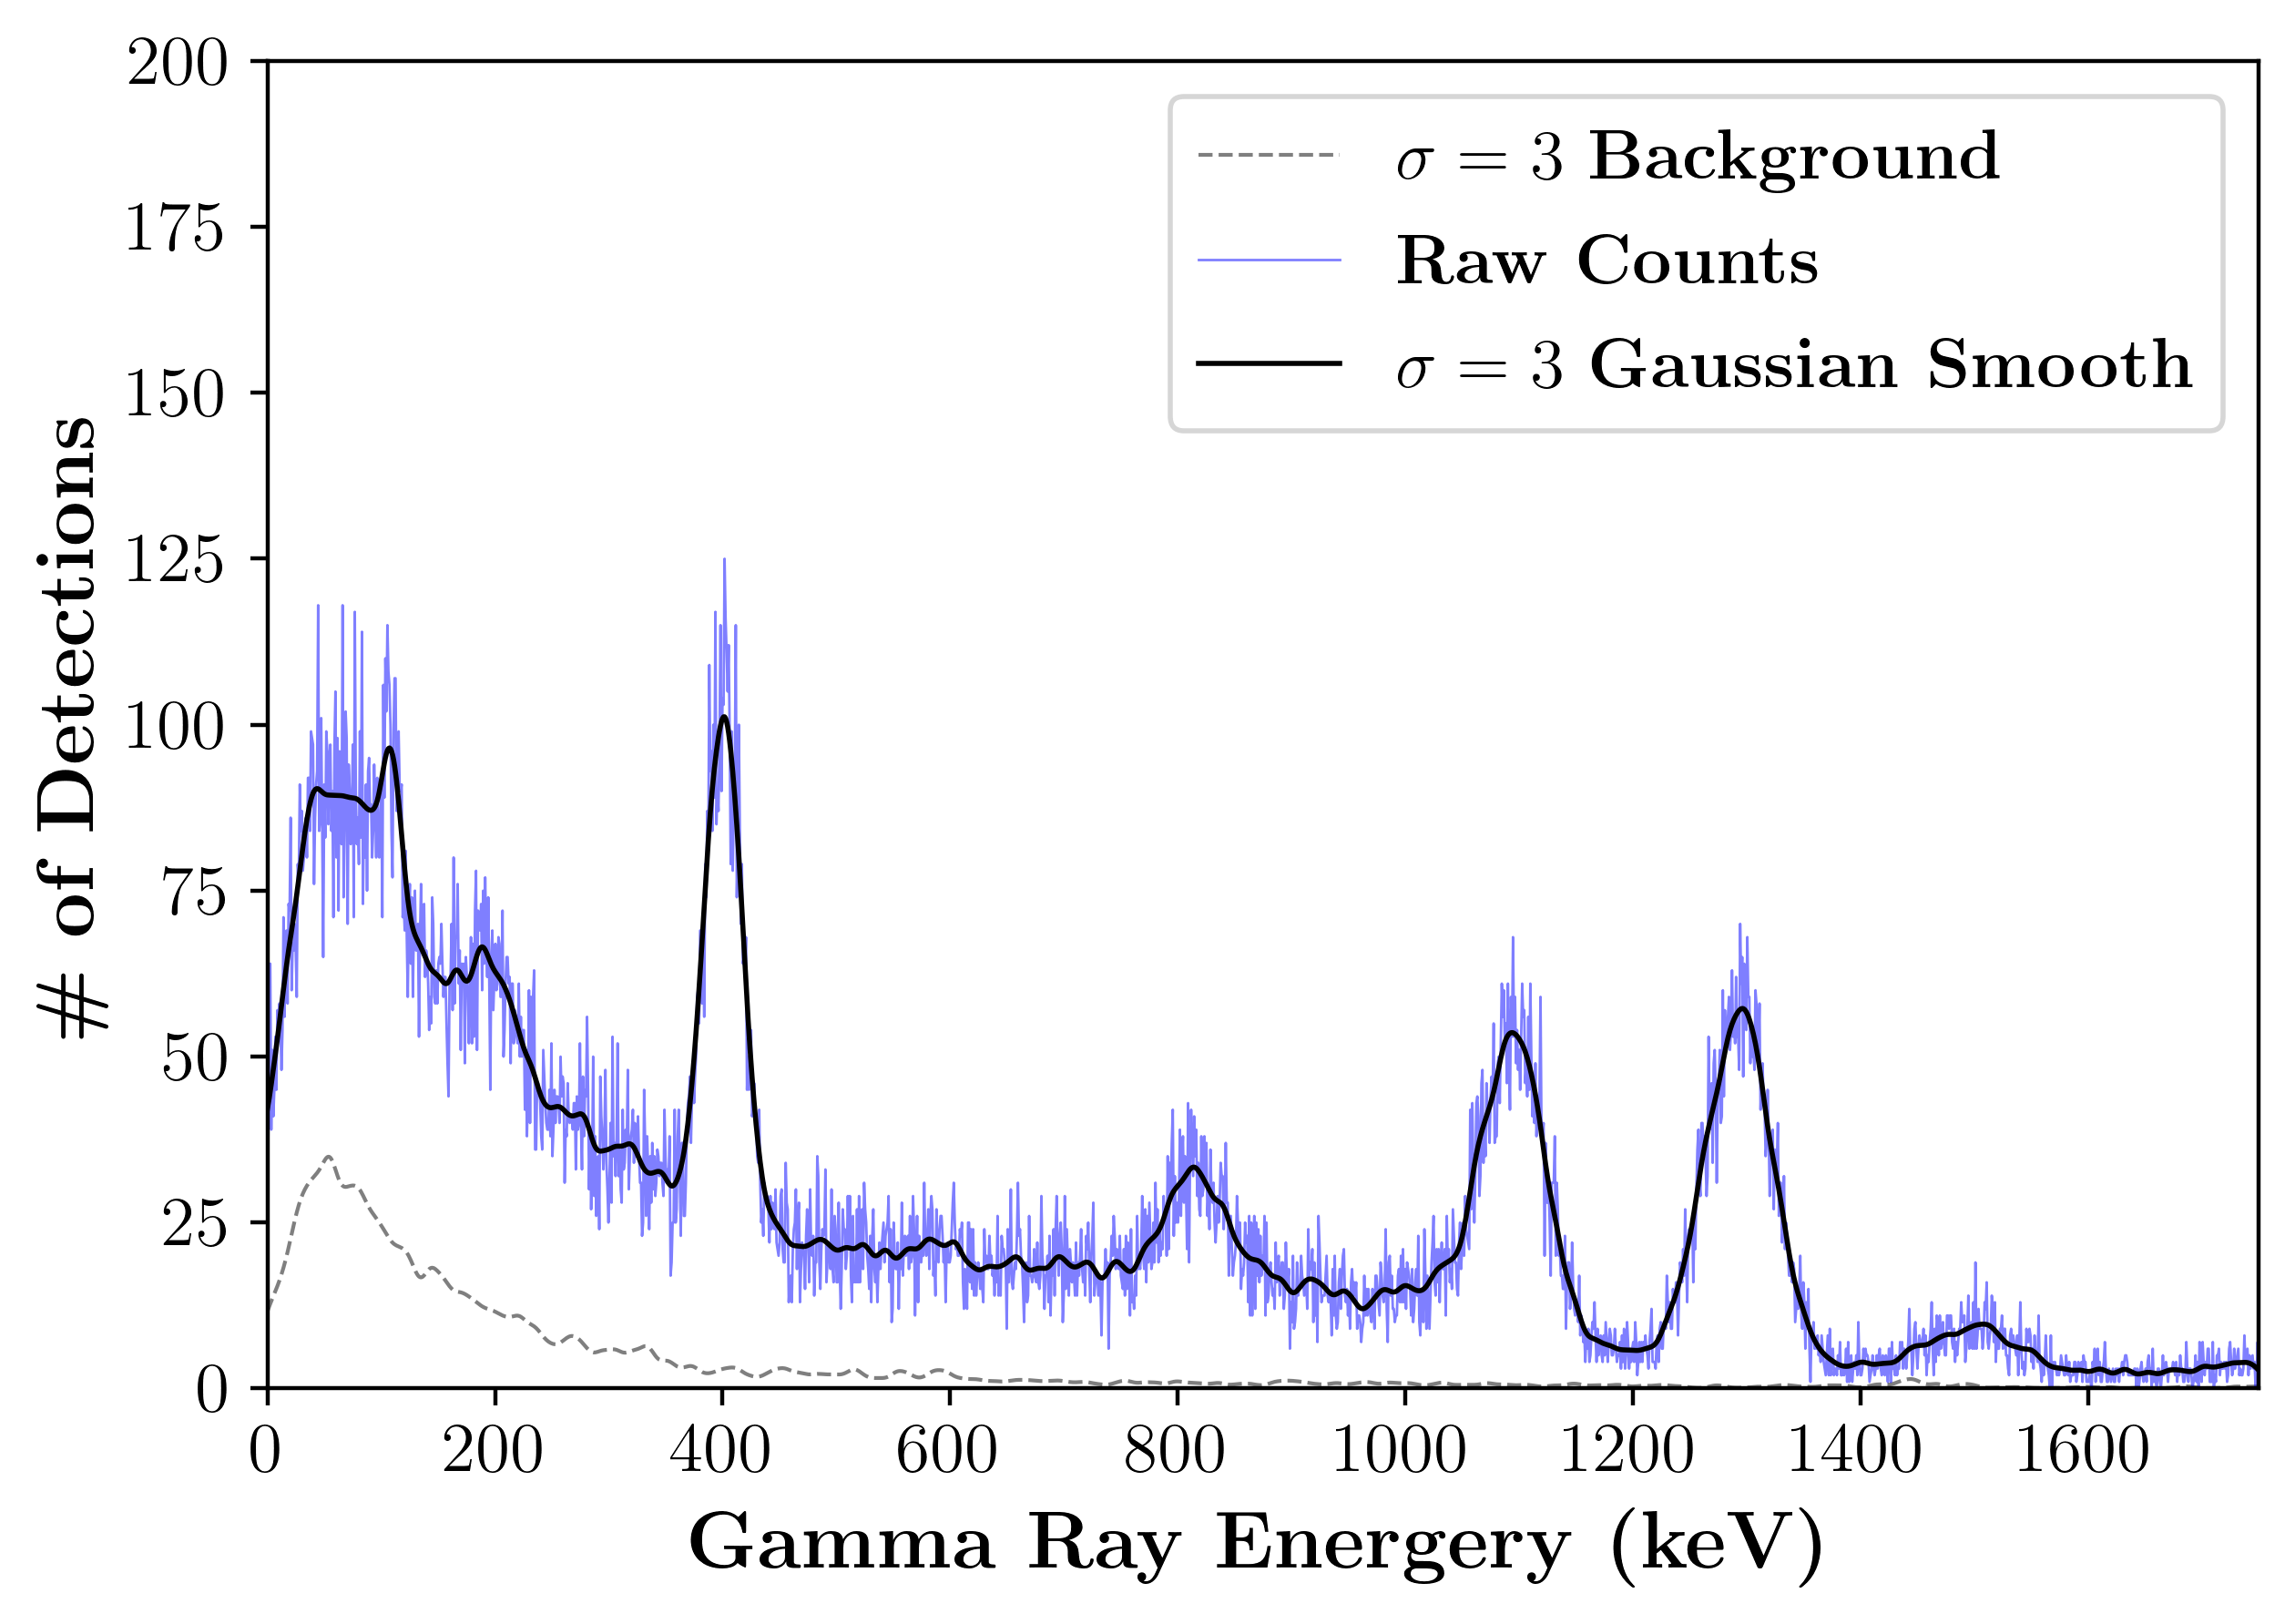 200
175
150
125
100
75
50
25
0
# of Detections
σ = 3 Background
Raw Counts
σ = 3 Gaussian Smooth
0 200 400 600 800 1000 1200 1400 1600
Gamma Ray Energery (keV)